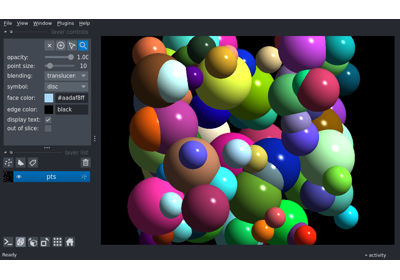 File View Window Plugins Help
layer controls
opacity: 1.00
point size: 10
blending: translucen
symbol: disc
face color: #aadaf8ff
edge color: black
display text:
out of slice:
layer list
pts
Ready
activity